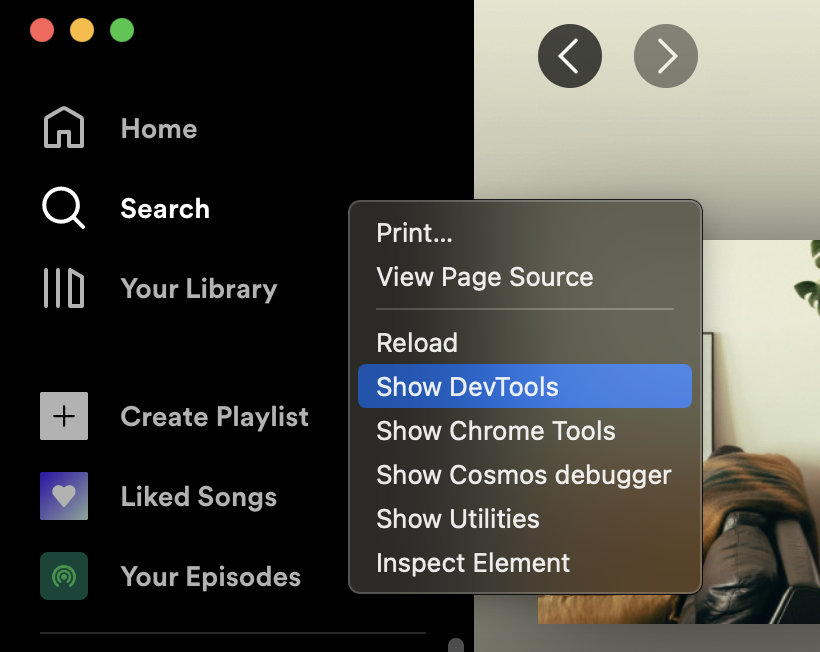 Home
Search
Your Library
Create Playlist
Liked Songs
Your Episodes
Print...
View Page Source
Reload
Show DevTools
Show Chrome Tools
Show Cosmos debugger
Show Utilities
Inspect Element